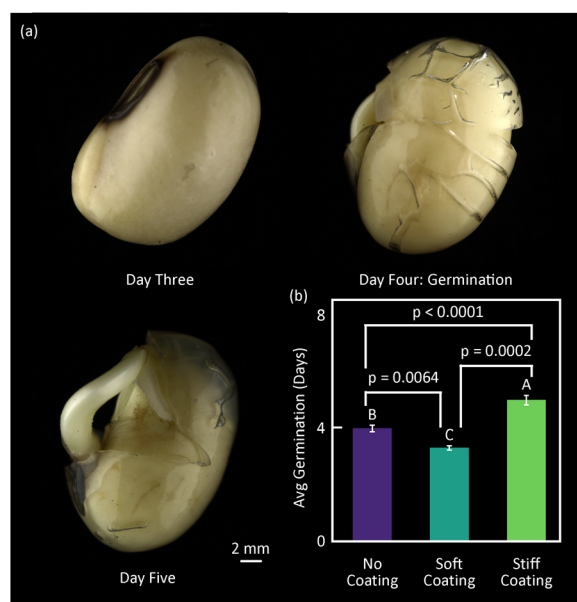 (a)
Day Three
Day Four: Germination
Day Five
2 mm
(b)
Avg Germination (Days)
8
4
0
p < 0.0001
p = 0.0002
p = 0.0064
B
C
A
No
Coating
Soft
Coating
Stiff
Coating